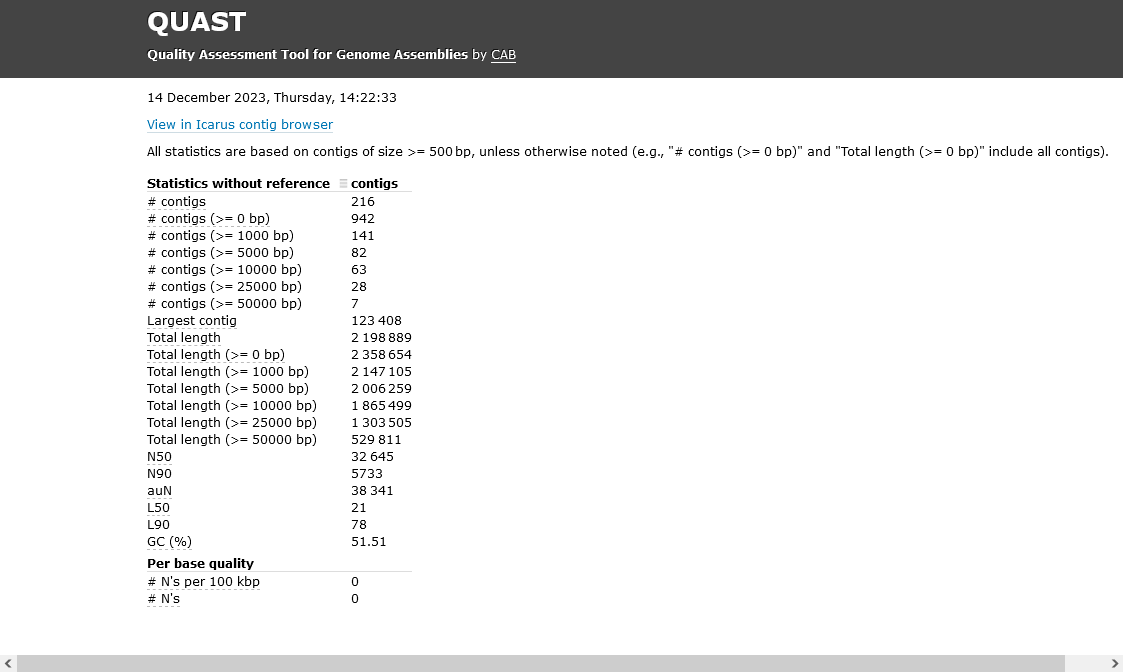 QUAST
Quality Assessment Tool for Genome Assemblies by CAB
14 December 2023, Thursday, 14:22:33
View in Icarus contig browser
All statistics are based on contigs of size >= 500 bp, unless otherwise noted (e.g., "# contigs (>= 0 bp)" and "Total length (>= 0 bp)" include all contigs).
Statistics without reference contigs
# contigs 216
# contigs (>= 0 bp) 942
# contigs (>= 1000 bp) 141
# contigs (>= 5000 bp) 82
# contigs (>= 10000 bp) 63
# contigs (>= 25000 bp) 28
# contigs (>= 50000 bp) 7
Largest contig 123 408
Total length 2 198 889
Total length (>= 0 bp) 2 358 654
Total length (>= 1000 bp) 2 147 105
Total length (>= 5000 bp) 2 006 259
Total length (>= 10000 bp) 1 865 499
Total length (>= 25000 bp) 1 303 505
Total length (>= 50000 bp) 529 811
N50 32 645
N90 5733
auN 38 341
L50 21
L90 78
GC (%) 51.51
Per base quality
# N's per 100 kbp 0
# N's 0